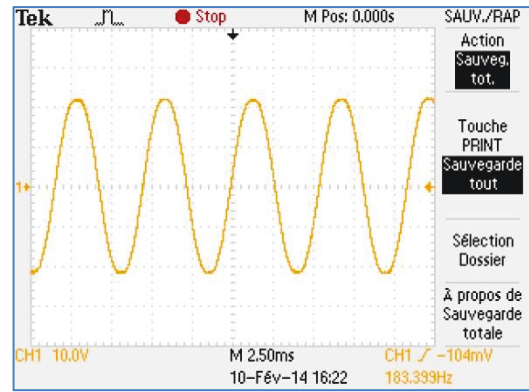 Tek Stop M Pos: 0.000s SAUV./RAP
Action
Sauveg.
tot.
Touche
PRINT
Sauvegarde
tout
1
Sélection
Dossier
À propos de
Sauvegarde
totale
CH1 10.0V M 2.50ms CH1 -104mV
10-Fév-14 16:22 183.399Hz